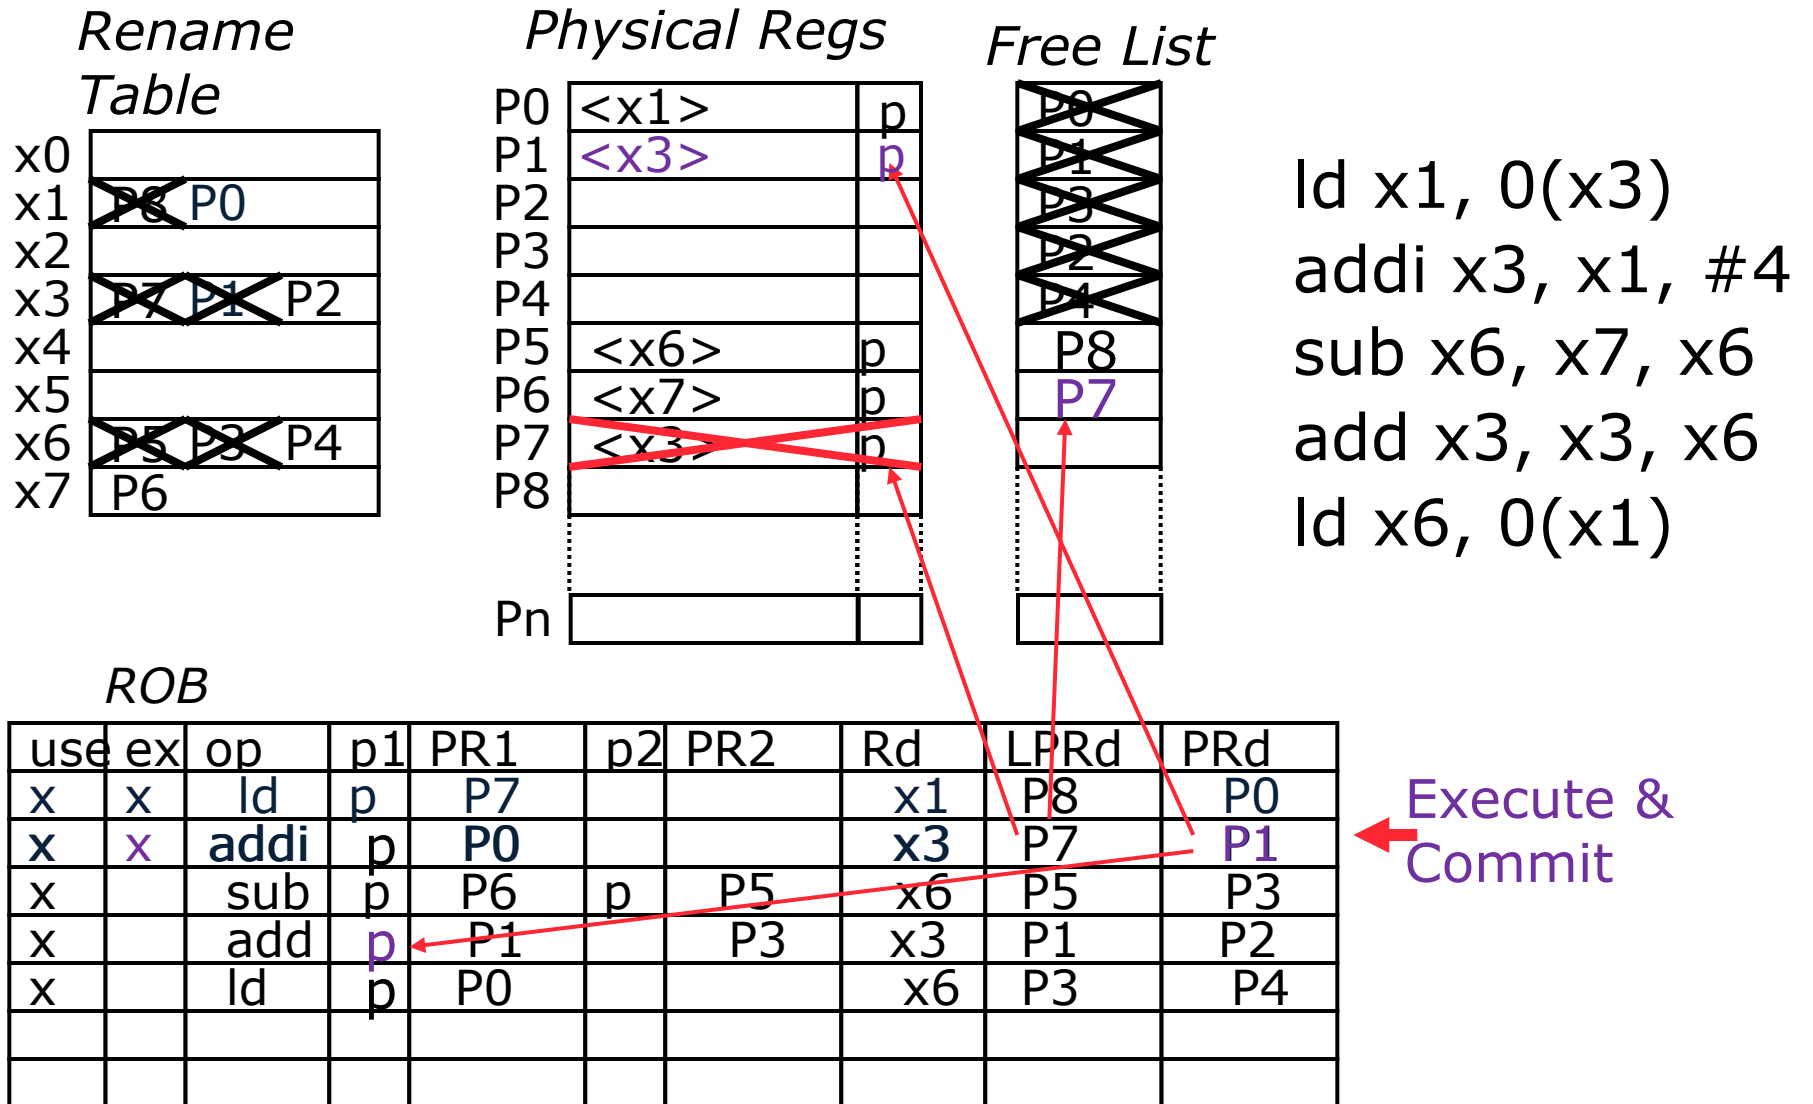 Rename
Table
x0
x1 P8 P0
x2
x3 P7 P1 P2
x4
x5
x6 P5 P3 P4
x7 P6
Physical Regs
P0 <x1> p
P1 <x3> p
P2
P3
P4
P5 <x6> p
P6 <x7> p
P7 <x3> p
P8
Pn
Free List
P0
P1
P3
P2
P4
P8
P7
ld x1, 0(x3)
addi x3, x1, #4
sub x6, x7, x6
add x3, x3, x6
ld x6, 0(x1)
ROB
use ex op p1 PR1 p2 PR2 Rd LPRd PRd
x x ld p P7 x1 P8 P0
x x addi p P0 x3 P7 P1
x sub p P6 p P5 x6 P5 P3
x add p P1 P3 x3 P1 P2
x ld p P0 x6 P3 P4
Execute &
Commit